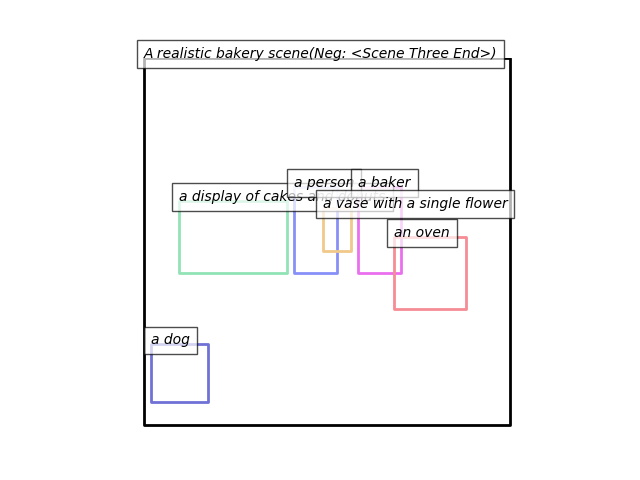 A realistic bakery scene(Neg: <Scene Three End>)
a person
a baker
a display of cakes and
a vase with a single flower
an oven
a dog